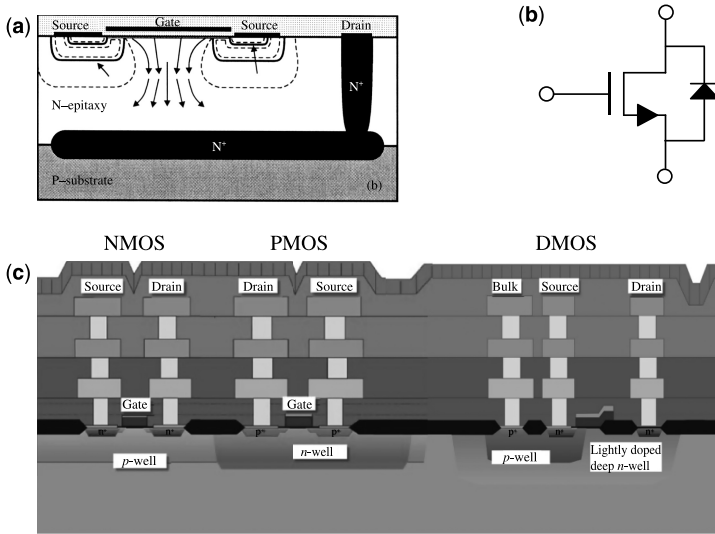 (a)
Source
Gate
Source
Drain
N–epitaxy
N+
N+
P–substrate
(b)
(b)
NMOS
PMOS
DMOS
(c)
Source
Drain
Drain
Source
Bulk
Source
Drain
Gate
Gate
n+
n+
p+
p+
p+
n+
n+
p-well
n-well
p-well
Lightly doped
deep n-well